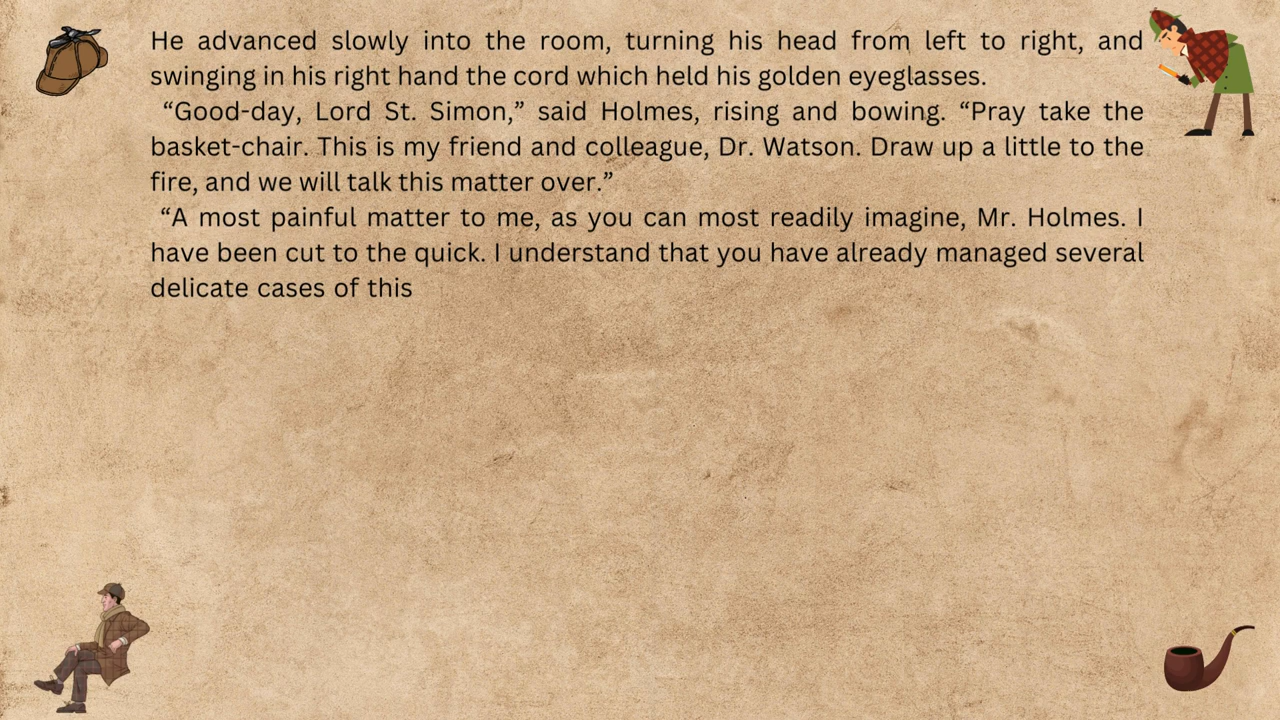 He advanced slowly into the room, turning his head from left to right, and
swinging in his right hand the cord which held his golden eyeglasses.
“Good-day, Lord St. Simon,” said Holmes, rising and bowing. “Pray take the
basket-chair. This is my friend and colleague, Dr. Watson. Draw up a little to the
fire, and we will talk this matter over.”
“A most painful matter to me, as you can most readily imagine, Mr. Holmes. I
have been cut to the quick. I understand that you have already managed several
delicate cases of this